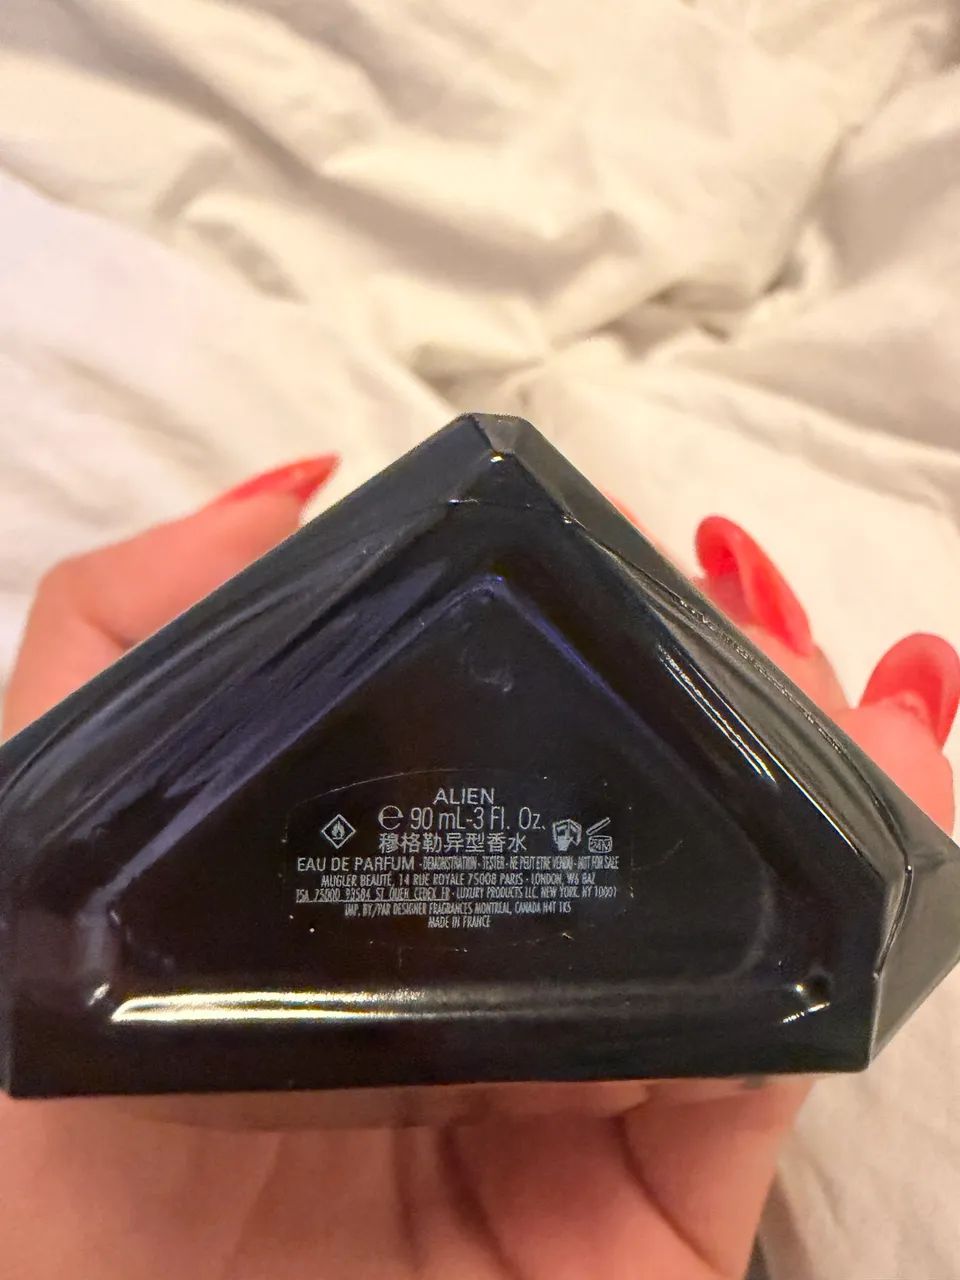 ALIEN
℮ 90 mL-3 Fl. Oz.
穆格勒异型香水
24M
EAU DE PARFUM · DEMONSTRATION · TESTER · NE PEUT ETRE VENDU · NOT FOR SALE
MUGLER BEAUTÉ, 14 RUE ROYALE 75008 PARIS · LONDON, W6 8AZ
TSA 75000 93584 ST OUEN CEDEX FR · LUXURY PRODUCTS LLC, NEW YORK, NY 10001
IMP. BY/PAR DESIGNER FRAGRANCES MONTREAL, CANADA H4T 1K5
MADE IN FRANCE